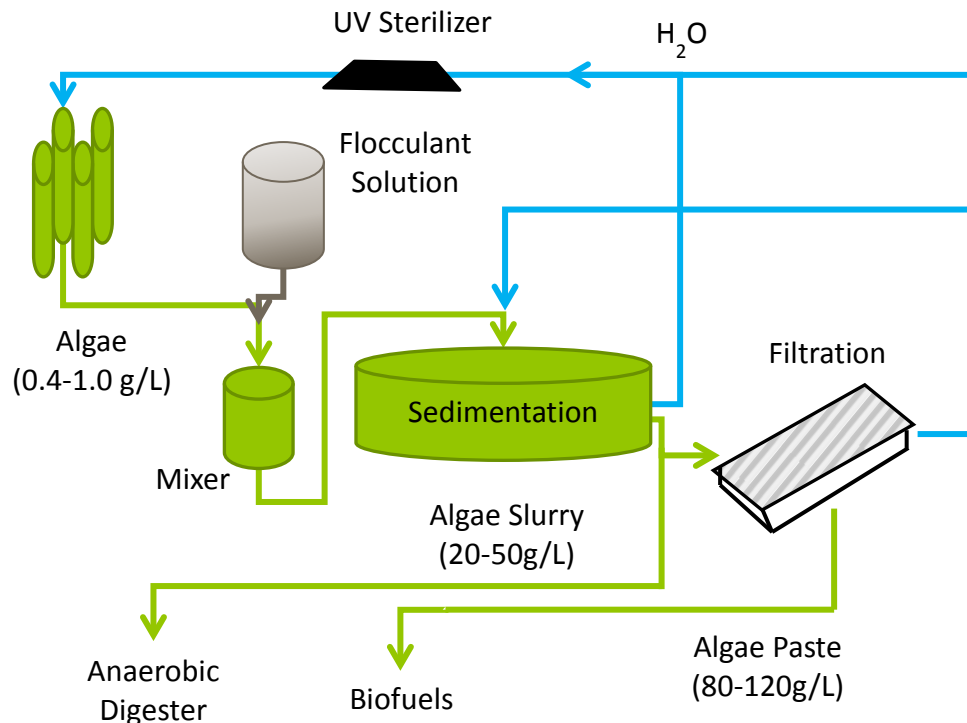 UV Sterilizer
H₂O
Flocculant
Solution
Algae
(0.4-1.0 g/L)
Filtration
Sedimentation
Mixer
Algae Slurry
(20-50g/L)
Anaerobic
Digester
Biofuels
Algae Paste
(80-120g/L)